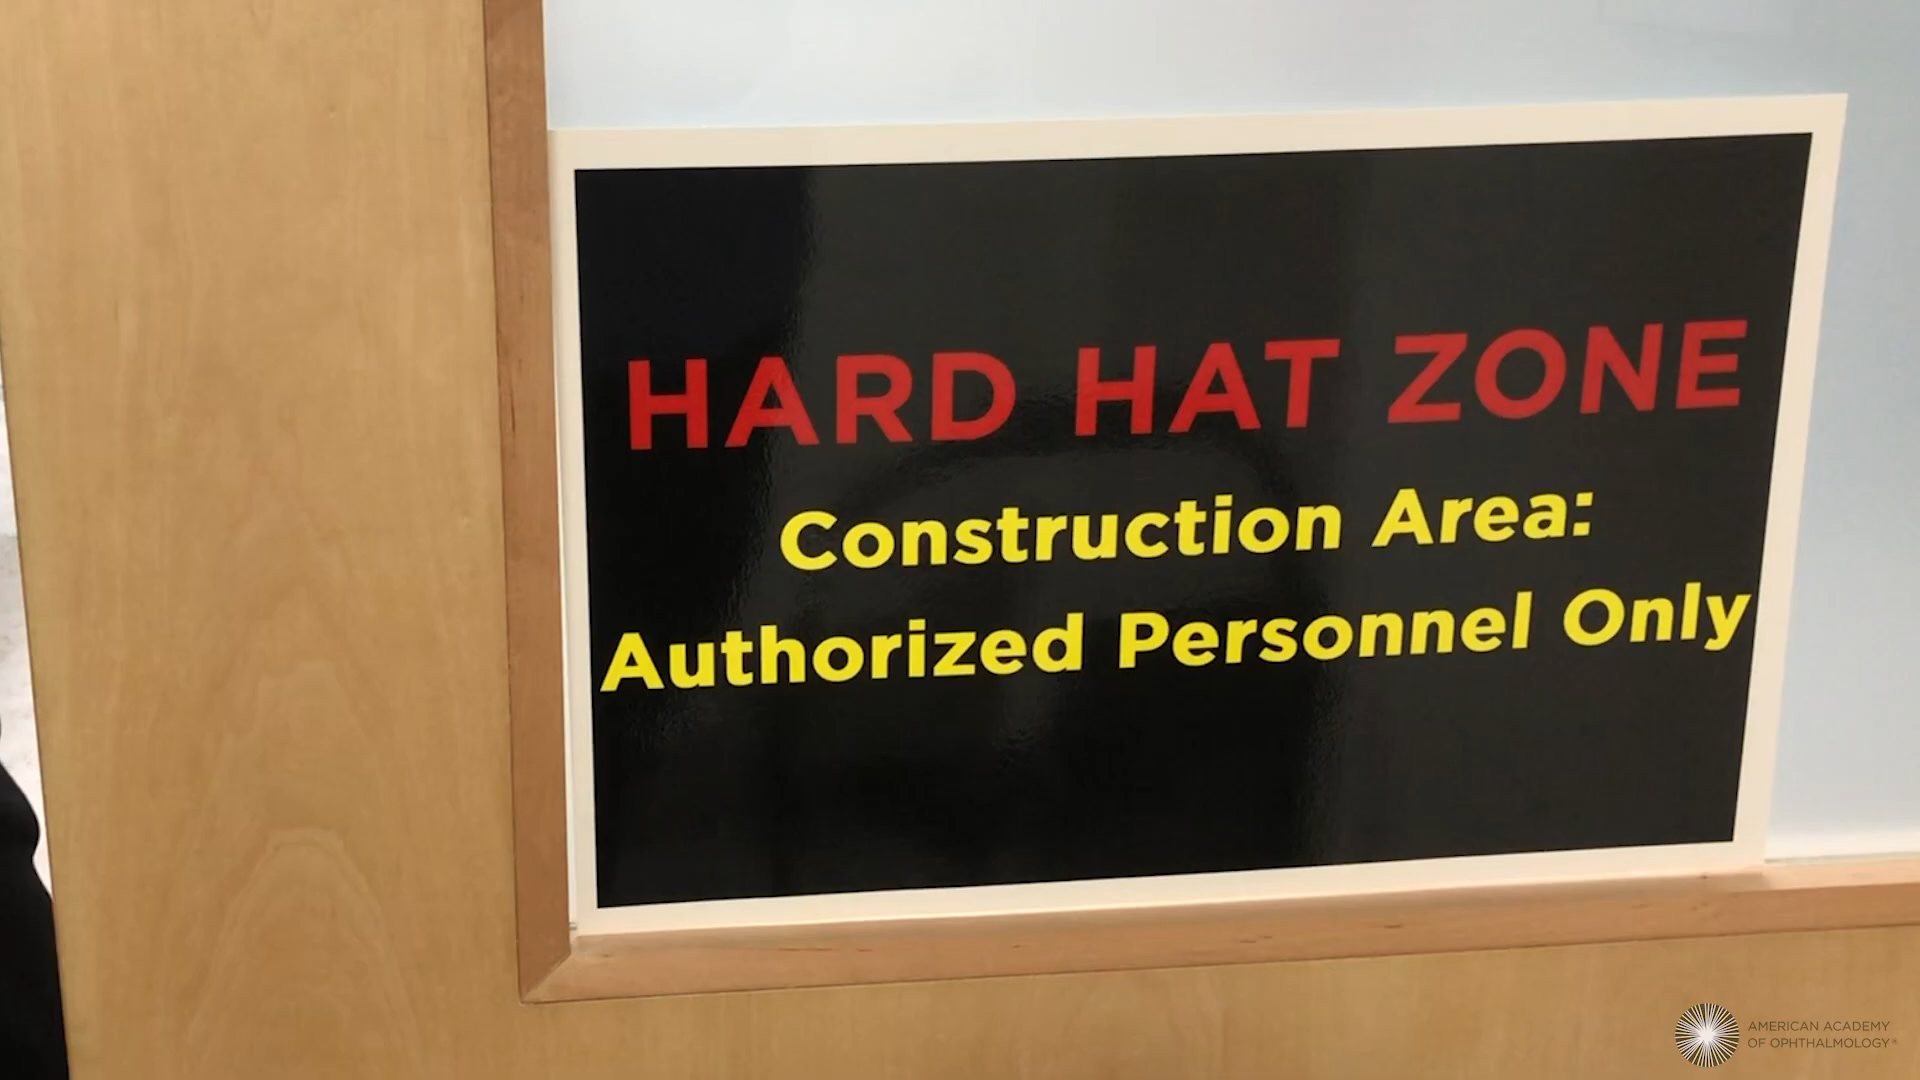 HARD HAT ZONE
Construction Area:
Authorized Personnel Only
AMERICAN ACADEMY
OF OPHTHALMOLOGY®